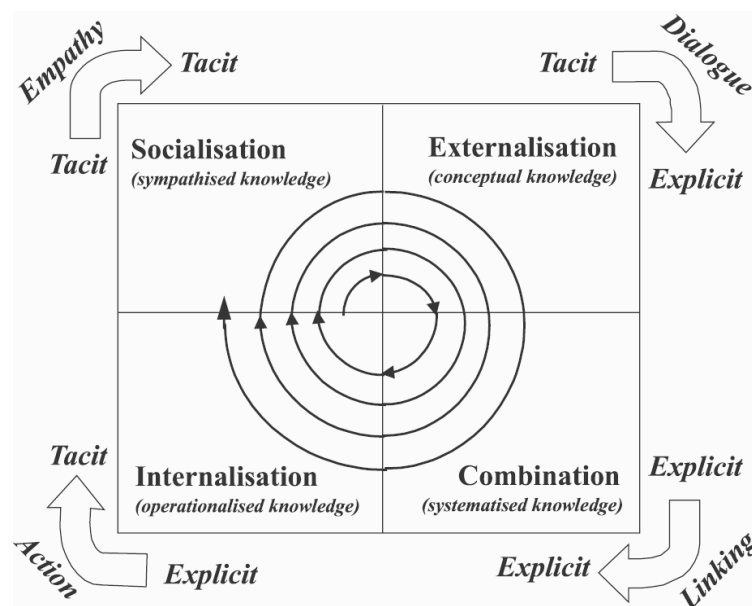 Empathy
Tacit
Tacit
Dialogue
Tacit
Explicit
Socialisation
(sympathised knowledge)
Externalisation
(conceptual knowledge)
Internalisation
(operationalised knowledge)
Combination
(systematised knowledge)
Tacit
Action
Explicit
Explicit
Explicit
Linking